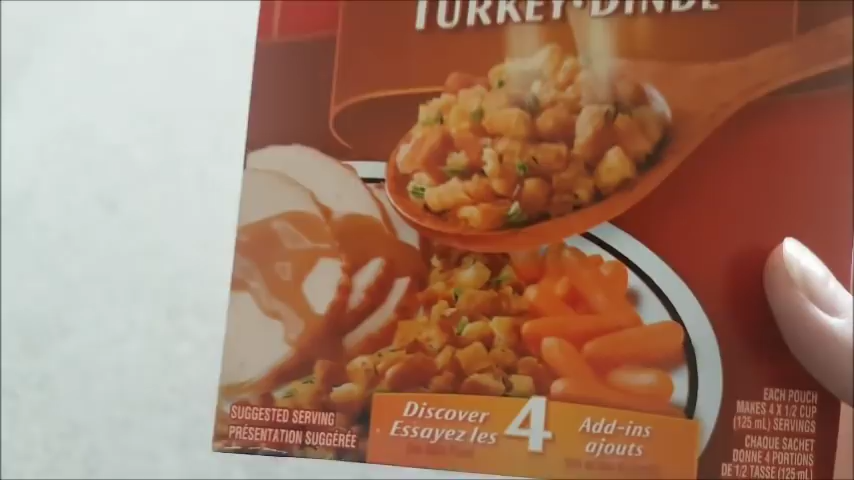 TURKEY•DINDE
SUGGESTED SERVING
PRÉSENTATION SUGGÉRÉE
Discover
Essayez les
4
Add-ins
ajouts
EACH POUCH
MAKES 4 X 1/2 CUP
(125 mL) SERVINGS
CHAQUE SACHET
DONNE 4 PORTIONS
DE 1/2 TASSE (125 mL)